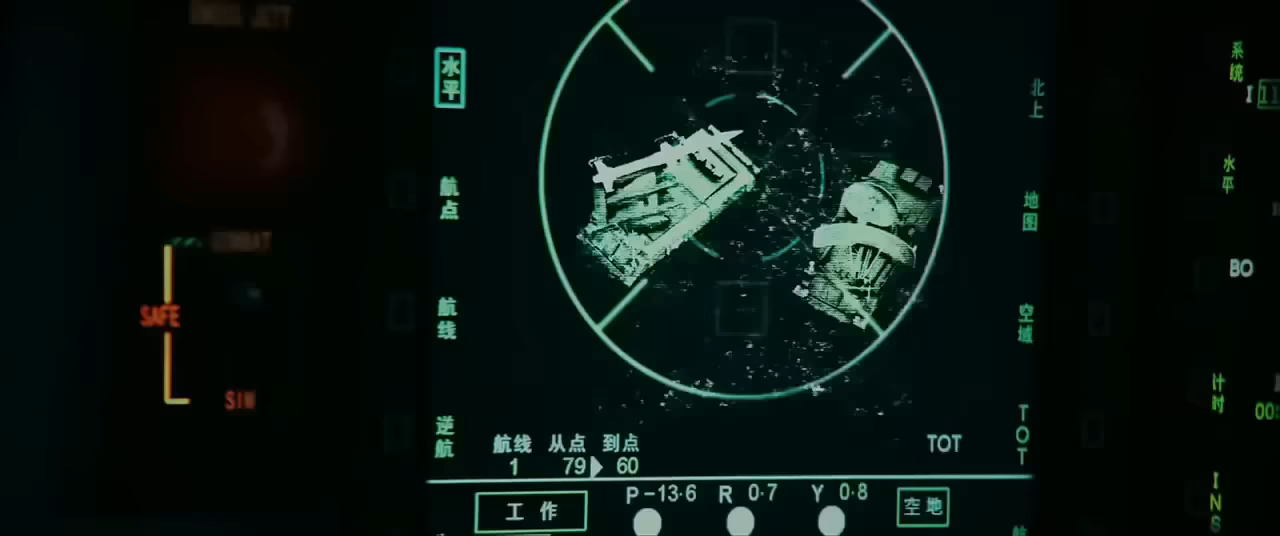 水平
航点
航线
逆航
SAFE
SIM
北上
地图
空域
TOT
航线 从点 到点
1 79 60
TOT
P-13·6 R 0·7 Y 0·8
工作
空地
系统
I
水平
BO
计时
INS